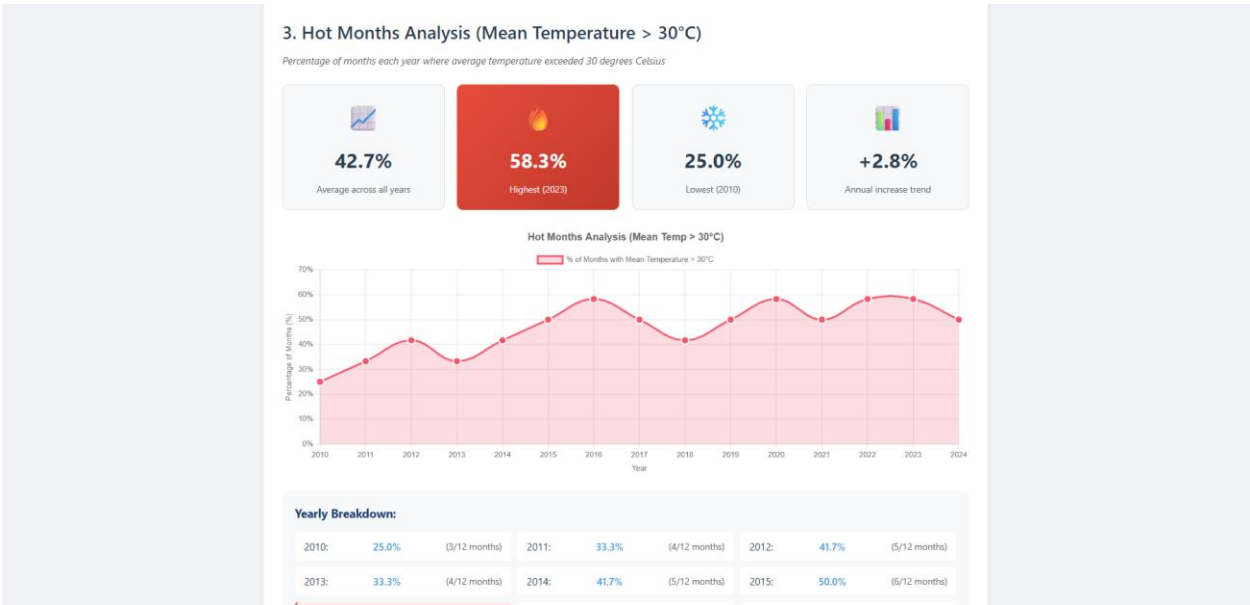 3. Hot Months Analysis (Mean Temperature > 30°C)
Percentage of months each year where average temperature exceeded 30 degrees Celsius
42.7%
Average across all years
58.3%
Highest (2023)
25.0%
Lowest (2010)
+2.8%
Annual increase trend
Hot Months Analysis (Mean Temp > 30°C)
% of Months with Mean Temperature > 30°C
Percentage of Months (%)
70%
60%
50%
40%
30%
20%
10%
0%
2010 2011 2012 2013 2014 2015 2016 2017 2018 2019 2020 2021 2022 2023 2024
Year
Yearly Breakdown:
2010: 25.0% (3/12 months) 2011: 33.3% (4/12 months) 2012: 41.7% (5/12 months)
2013: 33.3% (4/12 months) 2014: 41.7% (5/12 months) 2015: 50.0% (6/12 months)